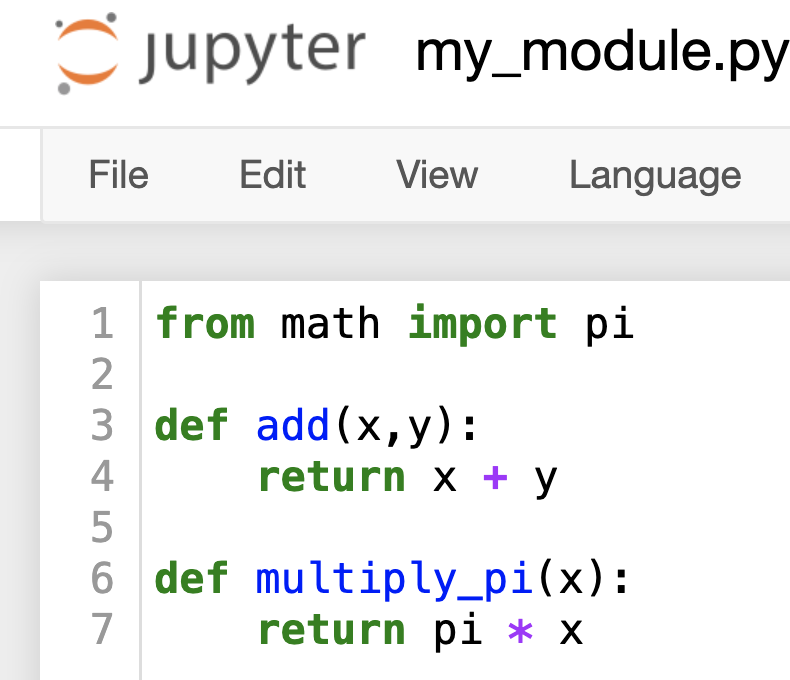 jupyter my_module.py
File Edit View Language
1 from math import pi
2
3 def add(x,y):
4     return x + y
5
6 def multiply_pi(x):
7     return pi * x